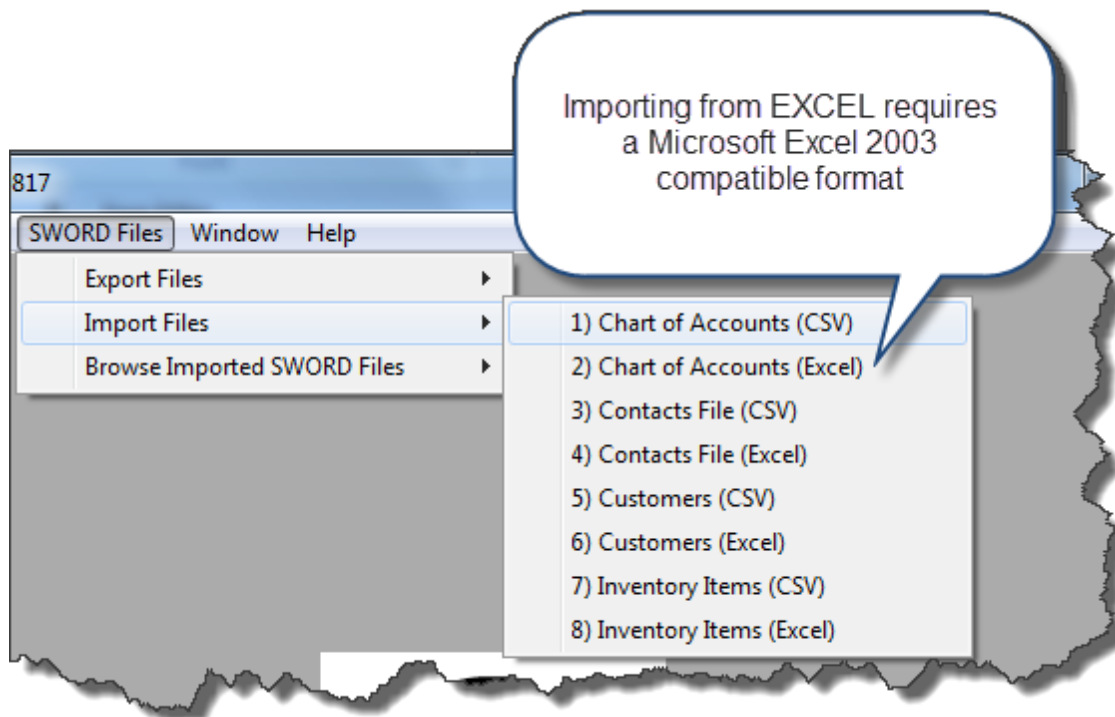 Importing from EXCEL requires
a Microsoft Excel 2003
compatible format
817
SWORD Files Window Help
Export Files
Import Files
Browse Imported SWORD Files
1) Chart of Accounts (CSV)
2) Chart of Accounts (Excel)
3) Contacts File (CSV)
4) Contacts File (Excel)
5) Customers (CSV)
6) Customers (Excel)
7) Inventory Items (CSV)
8) Inventory Items (Excel)